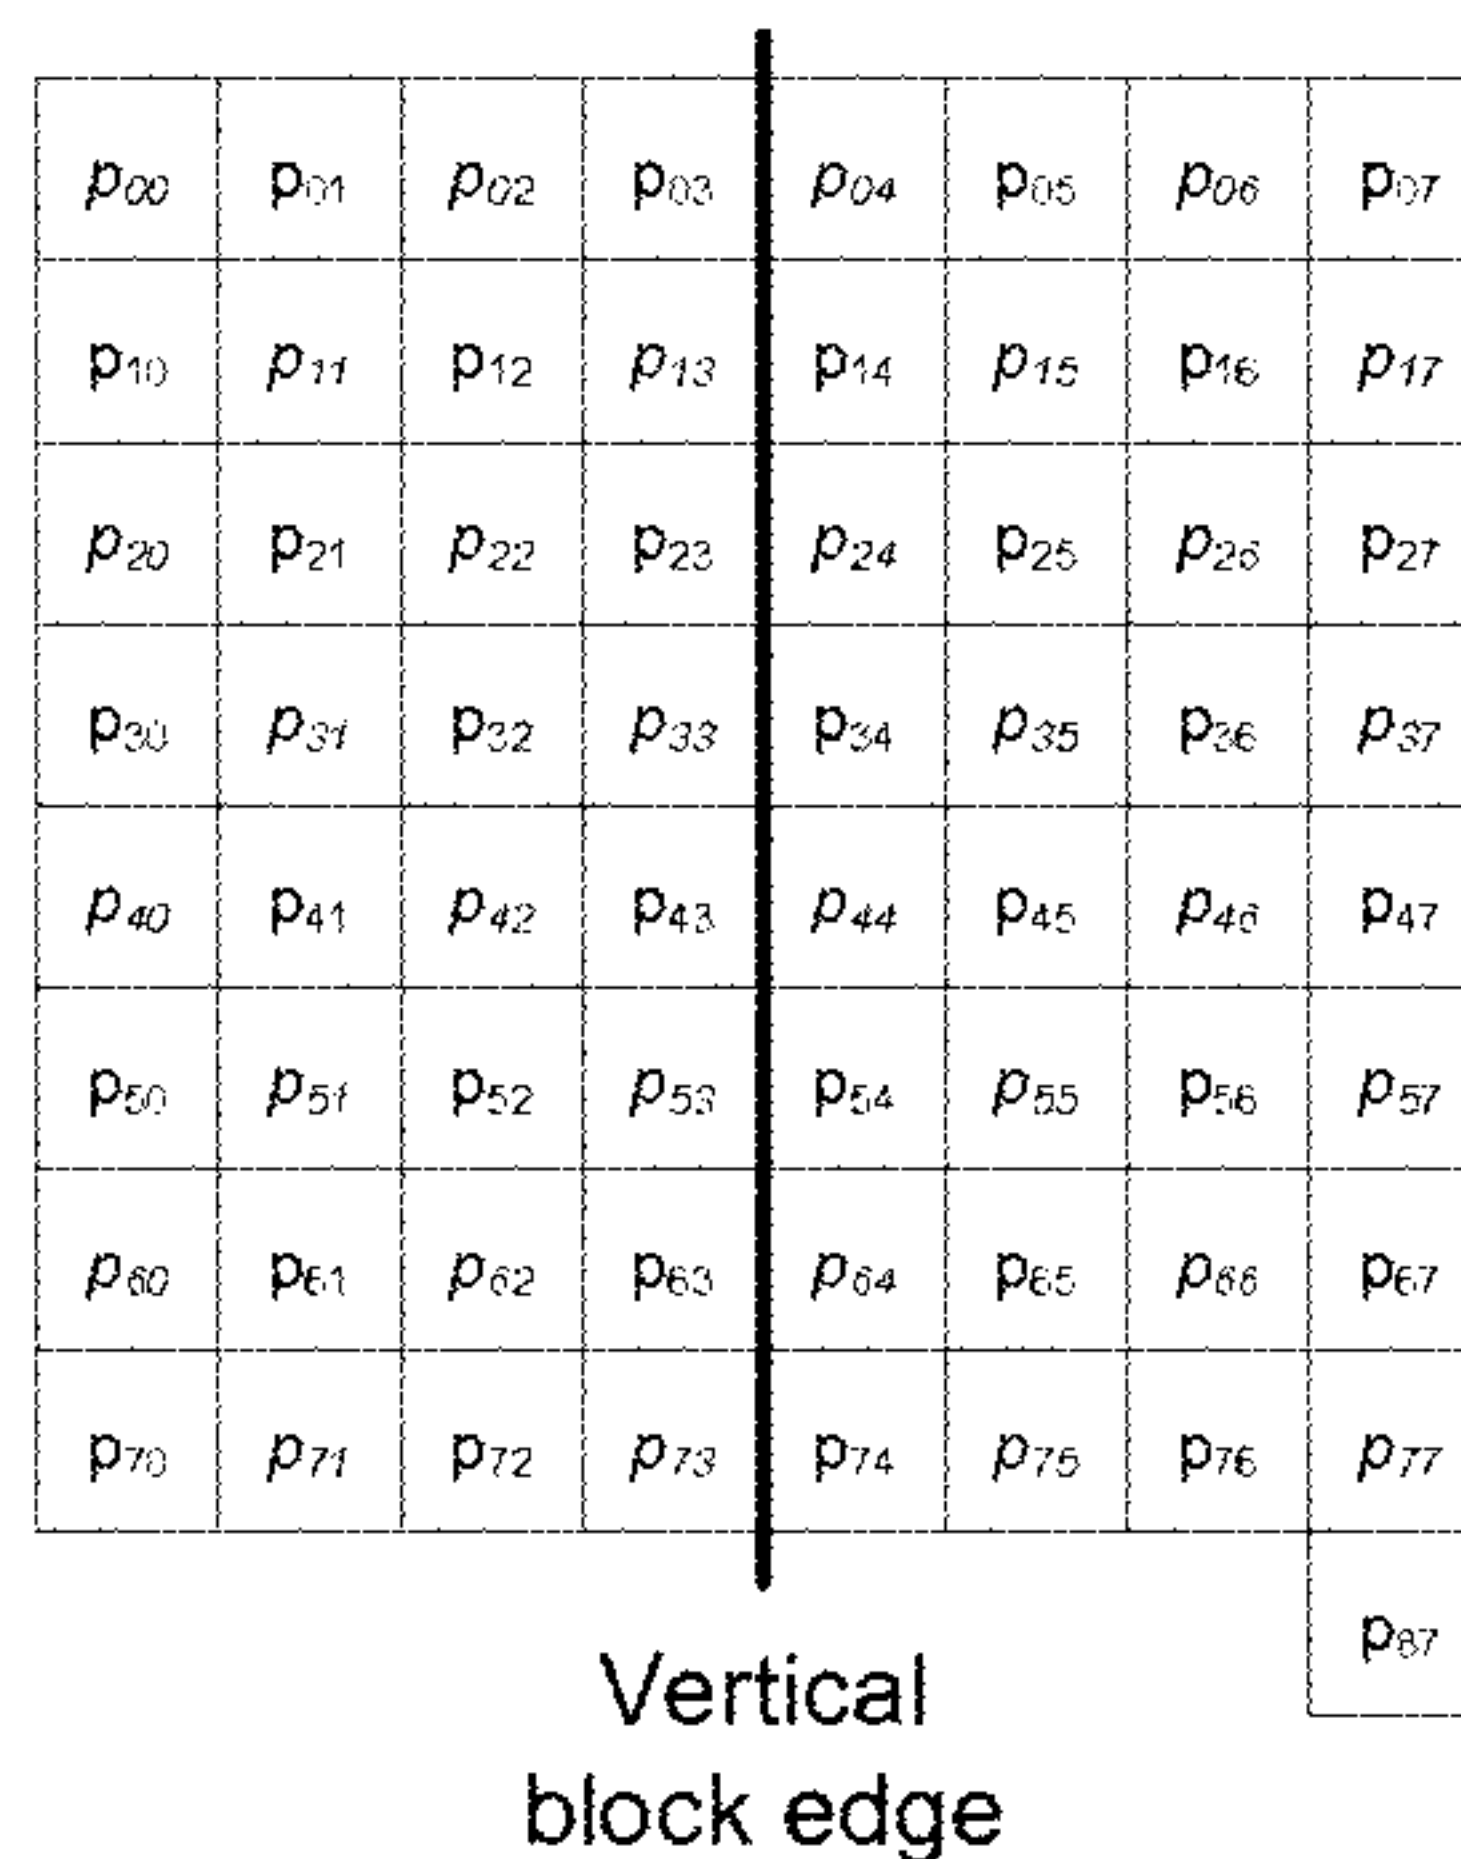 p00 p01 p02 p03 p04 p05 p06 p07
p10 p11 p12 p13 p14 p15 p16 p17
p20 p21 p22 p23 p24 p25 p26 p27
p30 p31 p32 p33 p34 p35 p36 p37
p40 p41 p42 p43 p44 p45 p46 p47
p50 p51 p52 p53 p54 p55 p56 p57
p60 p61 p62 p63 p64 p65 p66 p67
p70 p71 p72 p73 p74 p75 p76 p77
p87
Vertical
block edge